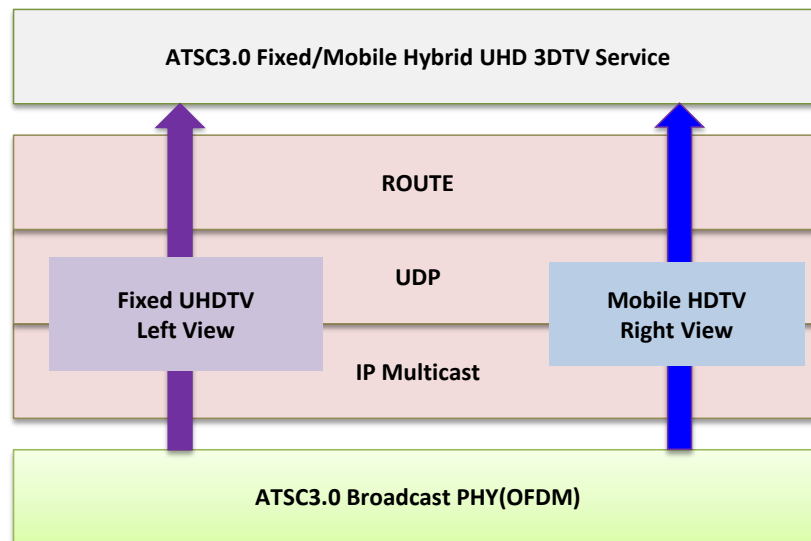 ATSC3.0 Fixed/Mobile Hybrid UHD 3DTV Service
ROUTE
UDP
Fixed UHDTV
Left View
Mobile HDTV
Right View
IP Multicast
ATSC3.0 Broadcast PHY(OFDM)